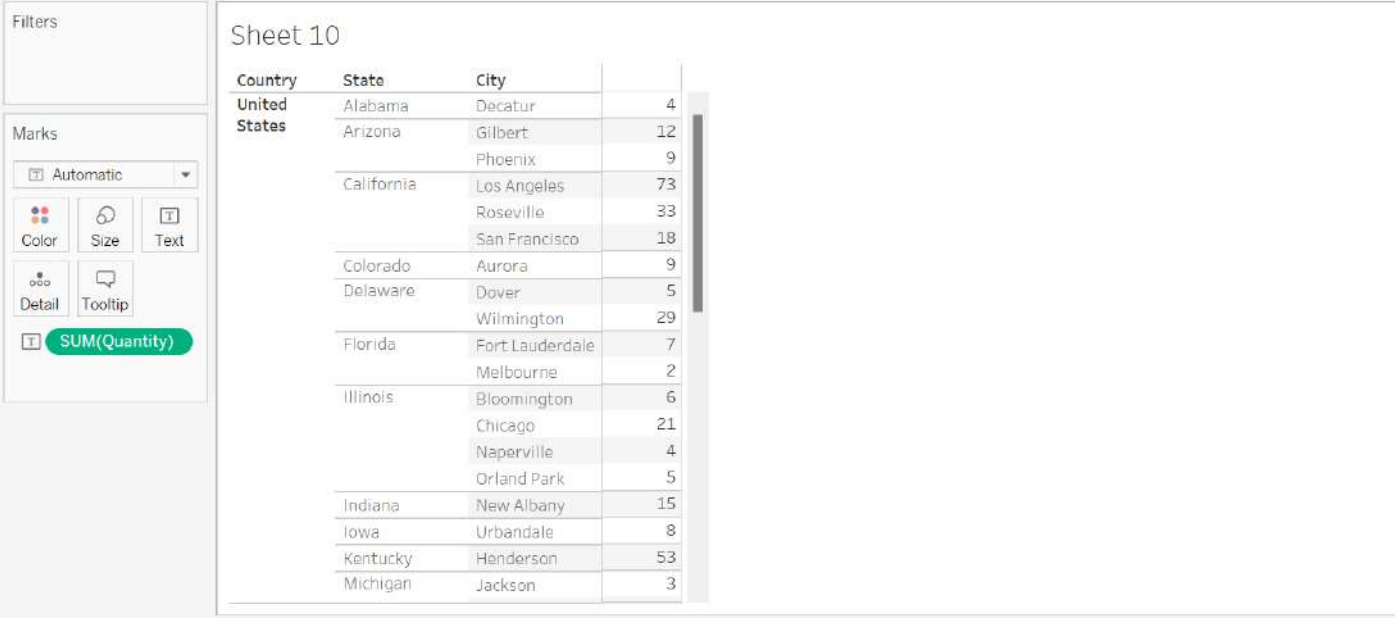 Filters
Marks
T Automatic
Color Size T Text
Detail Tooltip
T SUM(Quantity)
Sheet 10
Country State City
United States Alabama Decatur 4
Arizona Gilbert 12
Phoenix 9
California Los Angeles 73
Roseville 33
San Francisco 18
Colorado Aurora 9
Delaware Dover 5
Wilmington 29
Florida Fort Lauderdale 7
Melbourne 2
Illinois Bloomington 6
Chicago 21
Naperville 4
Orland Park 5
Indiana New Albany 15
Iowa Urbandale 8
Kentucky Henderson 53
Michigan Jackson 3